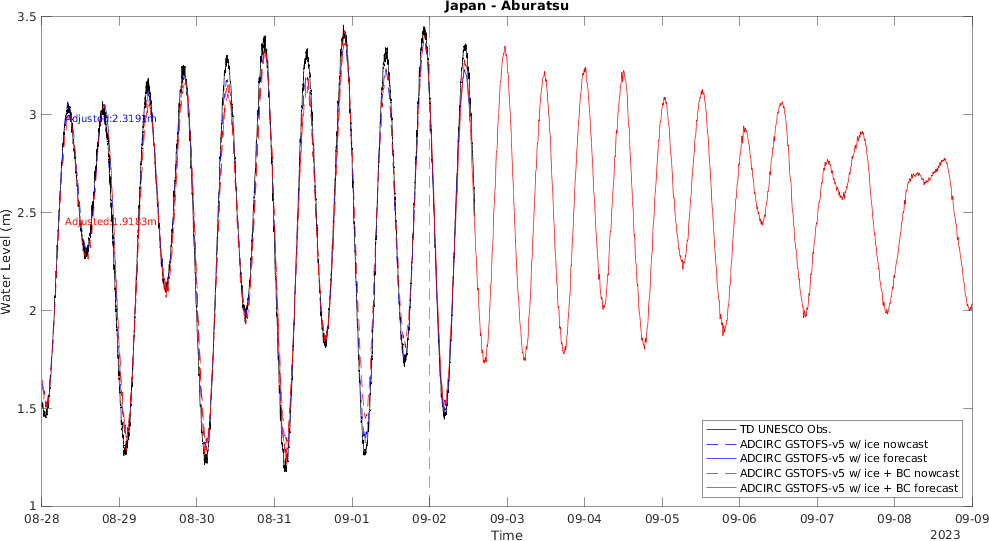 Japan - Aburatsu
3.5
3
2.5
2
1.5
1
Water Level (m)
Adjusted:2.3191m
Adjusted:1.9183m
TD UNESCO Obs.
ADCIRC GSTOFS-v5 w/ ice nowcast
ADCIRC GSTOFS-v5 w/ ice forecast
ADCIRC GSTOFS-v5 w/ ice + BC nowcast
ADCIRC GSTOFS-v5 w/ ice + BC forecast
08-28 08-29 08-30 08-31 09-01 09-02 09-03 09-04 09-05 09-06 09-07 09-08 09-09
Time
2023